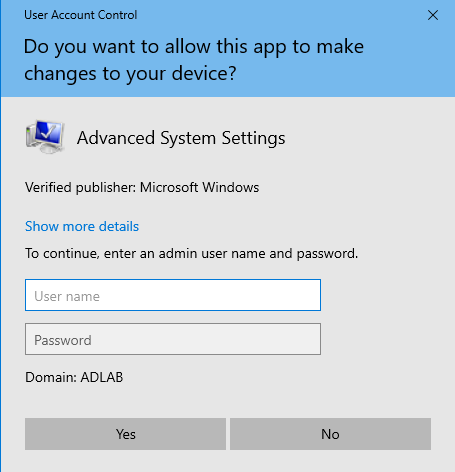 User Account Control
Do you want to allow this app to make
changes to your device?
Advanced System Settings
Verified publisher: Microsoft Windows
Show more details
To continue, enter an admin user name and password.
User name
Password
Domain: ADLAB
Yes
No